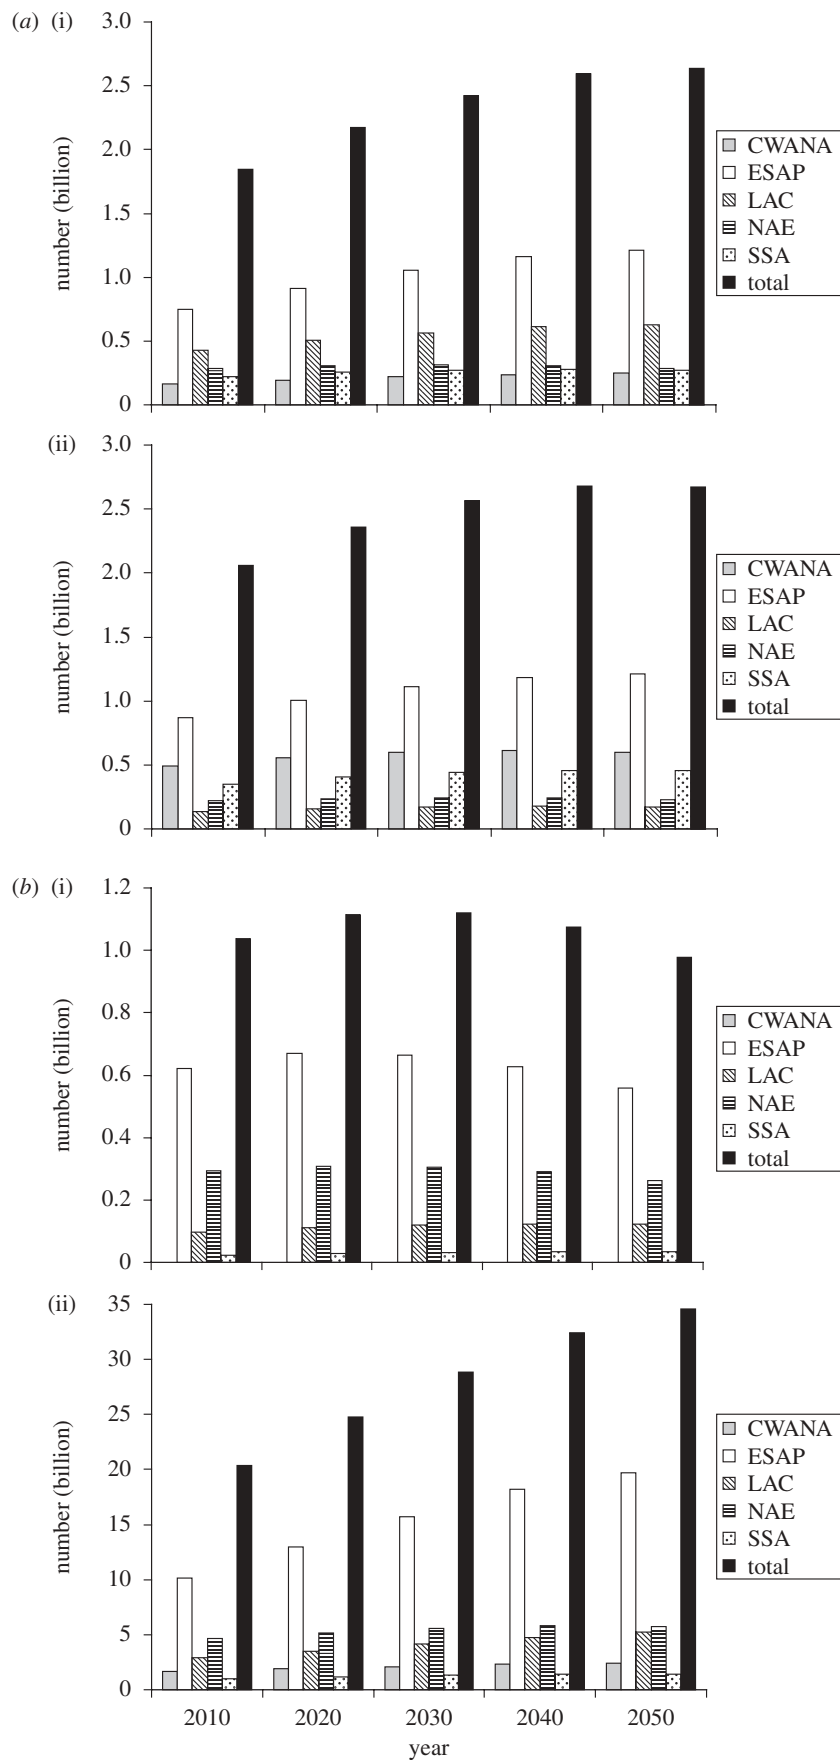 (a) (i)
3.0
2.5
2.0
1.5
1.0
0.5
0
number (billion)
CWANA
ESAP
LAC
NAE
SSA
total
(ii)
3.0
2.5
2.0
1.5
1.0
0.5
0
number (billion)
CWANA
ESAP
LAC
NAE
SSA
total
(b) (i)
1.2
1.0
0.8
0.6
0.4
0.2
0
number (billion)
CWANA
ESAP
LAC
NAE
SSA
total
(ii)
35
30
25
20
15
10
5
0
number (billion)
CWANA
ESAP
LAC
NAE
SSA
total
2010 2020 2030 2040 2050
year